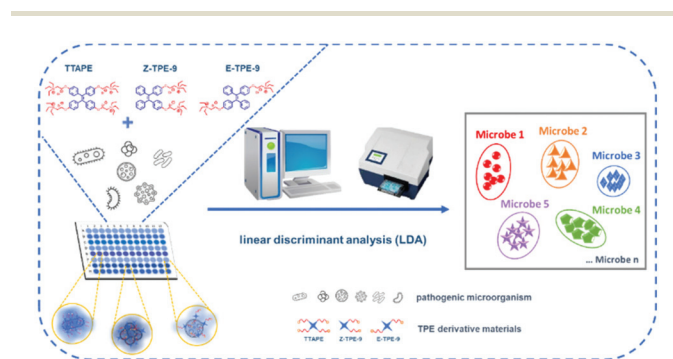 TTAPE Z-TPE-9 E-TPE-9
+
linear discriminant analysis (LDA)
Microbe 1
Microbe 2
Microbe 3
Microbe 5
Microbe 4
... Microbe n
pathogenic microorganism
TPE derivative materials
TTAPE Z-TPE-9 E-TPE-9